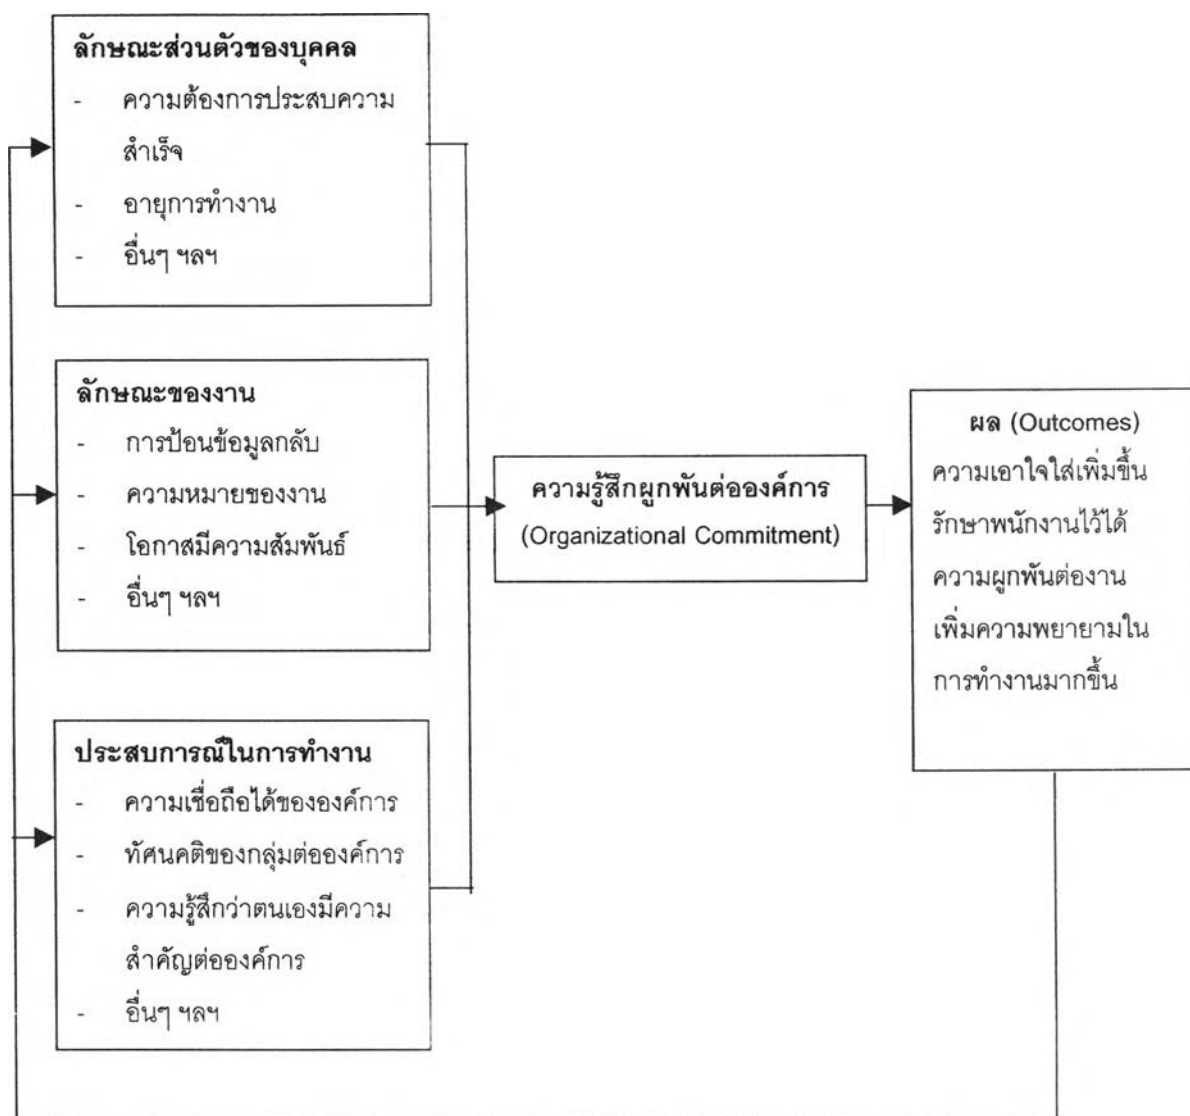 ลักษณะส่วนตัวของบุคคล
- ความต้องการประสบความ
สำเร็จ
- อายุการทำงาน
- อื่นๆ ฯลฯ
ลักษณะของงาน
- การป้อนข้อมูลกลับ
- ความหมายของงาน
- โอกาสมีความสัมพันธ์
- อื่นๆ ฯลฯ
ประสบการณ์ในการทำงาน
- ความเชื่อถือได้ขององค์การ
- ทัศนคติของกลุ่มต่อองค์การ
- ความรู้สึกว่าตนเองมีความ
สำคัญต่อองค์การ
- อื่นๆ ฯลฯ
ความรู้สึกผูกพันต่อองค์การ
(Organizational Commitment)
ผล (Outcomes)
ความเอาใจใส่เพิ่มขึ้น
รักษาพนักงานไว้ได้
ความผูกพันต่องาน
เพิ่มความพยายามใน
การทำงานมากขึ้น